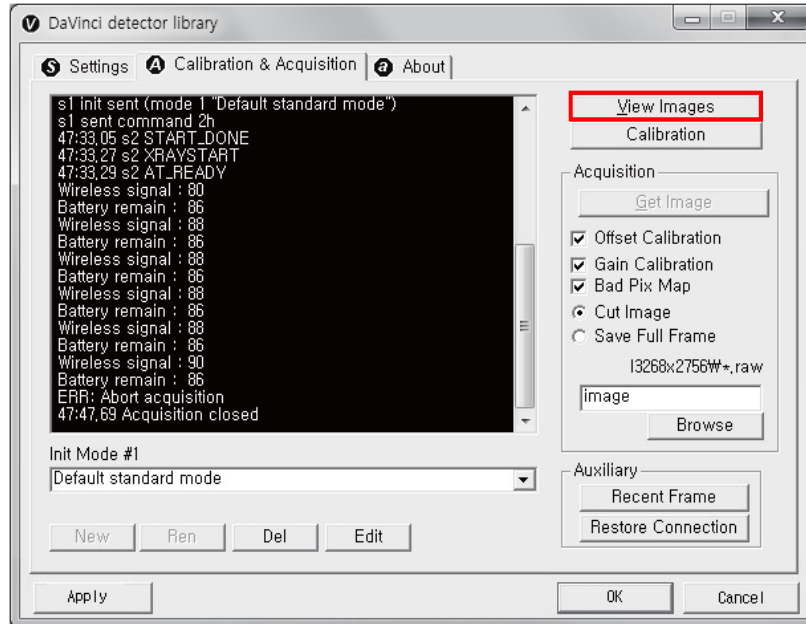 DaVinci detector library
Settings
Calibration & Acquisition
About
s1 init sent (mode 1 "Default standard mode")
s1 sent command 2h
47:33,05 s2 START_DONE
47:33,27 s2 XRAYSTART
47:33,29 s2 AT_READY
Wireless signal : 80
Battery remain : 86
Wireless signal : 88
Battery remain : 86
Wireless signal : 88
Battery remain : 86
Wireless signal : 88
Battery remain : 86
Wireless signal : 88
Battery remain : 86
Wireless signal : 90
Battery remain : 86
ERR: Abort acquisition
47:47,69 Acquisition closed
Init Mode #1
Default standard mode
New
Ren
Del
Edit
View Images
Calibration
Acquisition
Get Image
Offset Calibration
Gain Calibration
Bad Pix Map
Cut Image
Save Full Frame
I3268x2756₩*,raw
image
Browse
Auxiliary
Recent Frame
Restore Connection
Apply
OK
Cancel